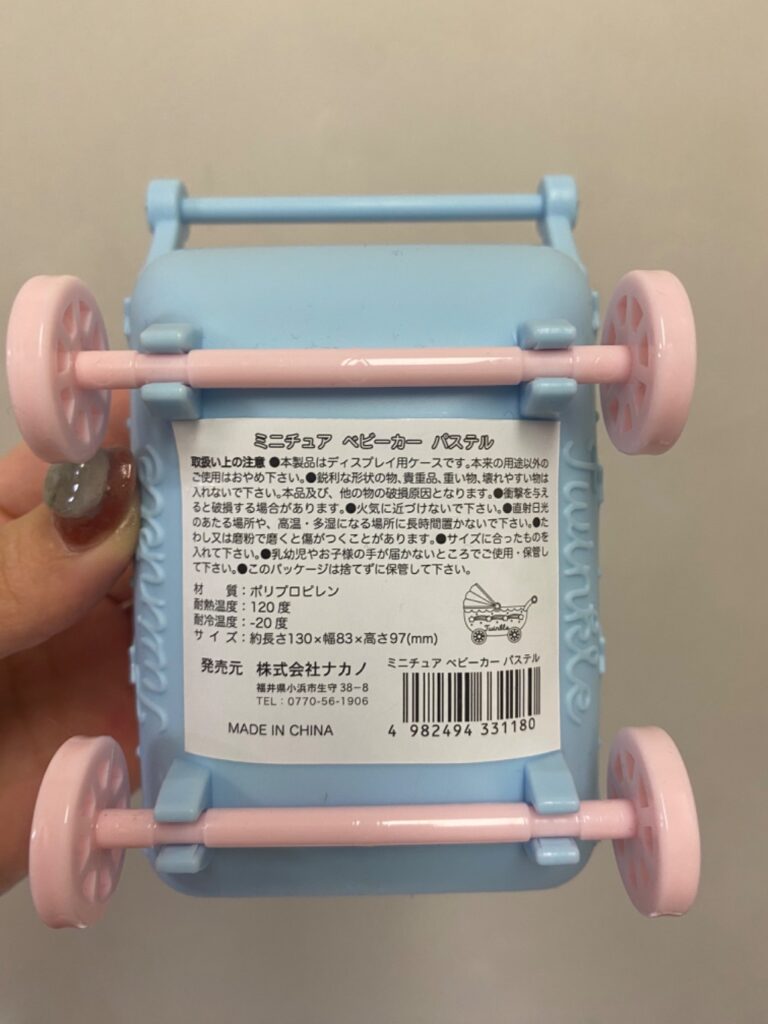 ミニチュア ベビーカー パステル
取扱い上の注意 ●本製品はディスプレイ用ケースです。本来の用途以外の
ご使用はおやめ下さい。●鋭利な形状の物、貴重品、重い物、壊れやすい物は
入れないで下さい。本品及び、他の物の破損原因となります。●衝撃を与え
ると破損する場合があります。●火気に近づけないで下さい。●直射日光
のあたる場所や、高温・多湿になる場所に長時間置かないで下さい。●た
わし又は磨粉で磨くと傷がつくことがあります。●サイズに合ったものを
入れて下さい。●乳幼児やお子様の手が届かないところでご使用・保管し
て下さい。●このパッケージは捨てずに保管して下さい。
材 質：ポリプロピレン
耐熱温度：120度
耐冷温度：-20度
サイズ：約長さ130×幅83×高さ97(mm)
Twinkle
発売元 株式会社ナカノ
福井県小浜市生守38-8
TEL：0770-56-1906
MADE IN CHINA
ミニチュア ベビーカー パステル
4 982494 331180
Twinkle